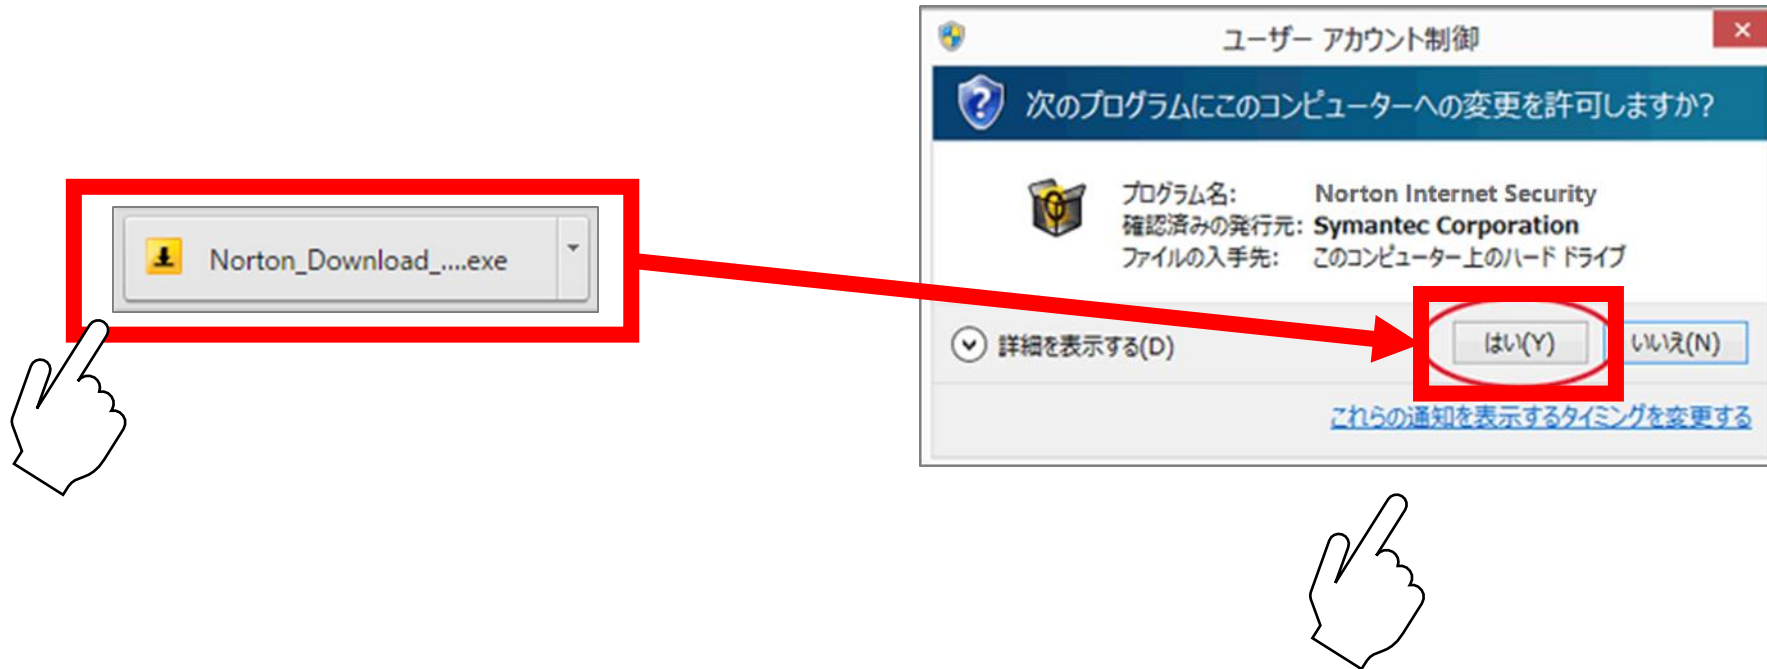 Norton_Download_....exe
ユーザー アカウント制御
次のプログラムにこのコンピューターへの変更を許可しますか?
プログラム名: Norton Internet Security
確認済みの発行元: Symantec Corporation
ファイルの入手先: このコンピューター上のハード ドライブ
詳細を表示する(D) はい(Y) いいえ(N)
これらの通知を表示するタイミングを変更する